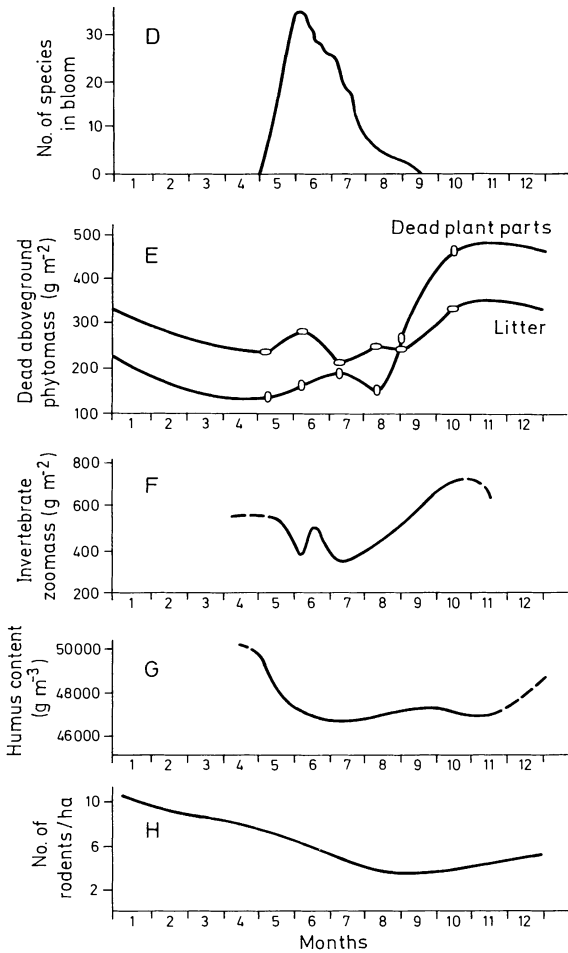 No. of species
in bloom
D
30
20
10
0
1 2 3 4 5 6 7 8 9 10 11 12
Dead aboveground
phytomass (g m⁻²)
E
Dead plant parts
Litter
500
400
300
200
100
1 2 3 4 5 6 7 8 9 10 11 12
Invertebrate
zoomass (g m⁻²)
F
800
600
400
200
1 2 3 4 5 6 7 8 9 10 11 12
Humus content
(g m⁻³)
G
50000
48000
46000
1 2 3 4 5 6 7 8 9 10 11 12
No. of
rodents/ha
H
10
6
2
1 2 3 4 5 6 7 8 9 10 11 12
Months